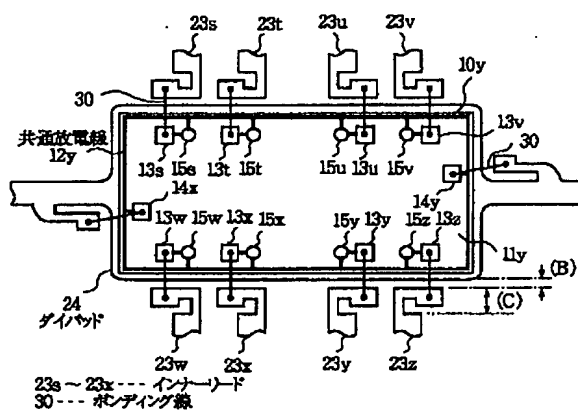 23s 23t 23u 23v
30 10y
共通放電線
12y 13v
13s 15s 13t 15t 15u 13u 15v 30
14x 14y
13w 15w 13x 15x 15y 13y 15z 13z
11y
(B)
24
ダイパッド
(C)
23w 23x 23y 23z
23s ~ 23x --- インナーリード
30 --- ボンディング線